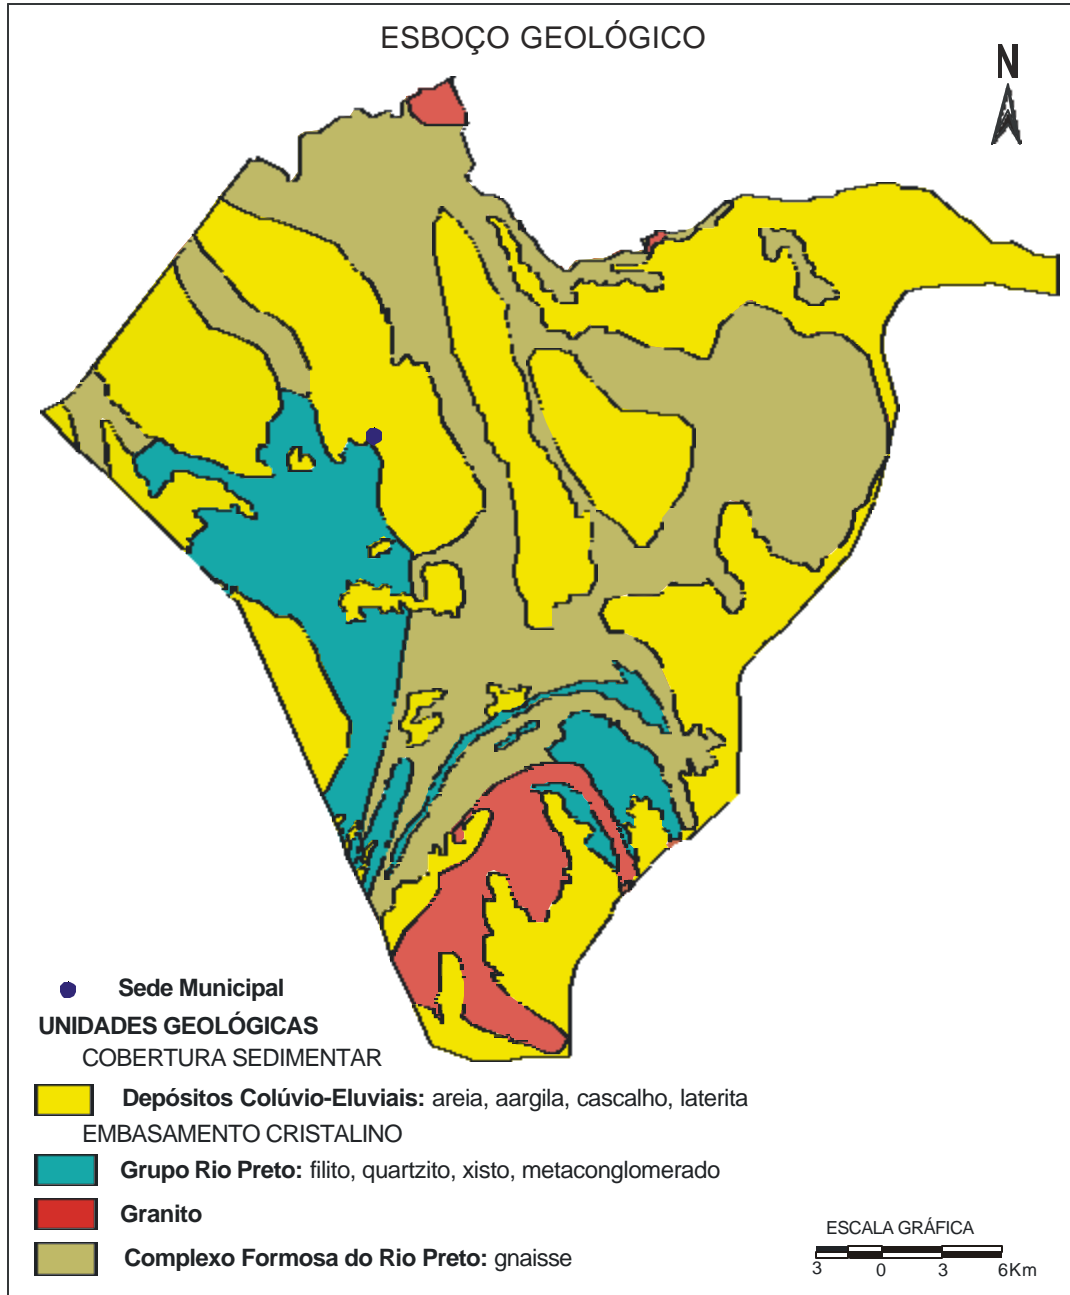 ESBOÇO GEOLÓGICO
N
Sede Municipal
UNIDADES GEOLÓGICAS
COBERTURA SEDIMENTAR
Depósitos Colúvio-Eluviais: areia, aargila, cascalho, laterita
EMBASAMENTO CRISTALINO
Grupo Rio Preto: filito, quartzito, xisto, metaconglomerado
Granito
Complexo Formosa do Rio Preto: gnaisse
ESCALA GRÁFICA
3 0 3 6Km